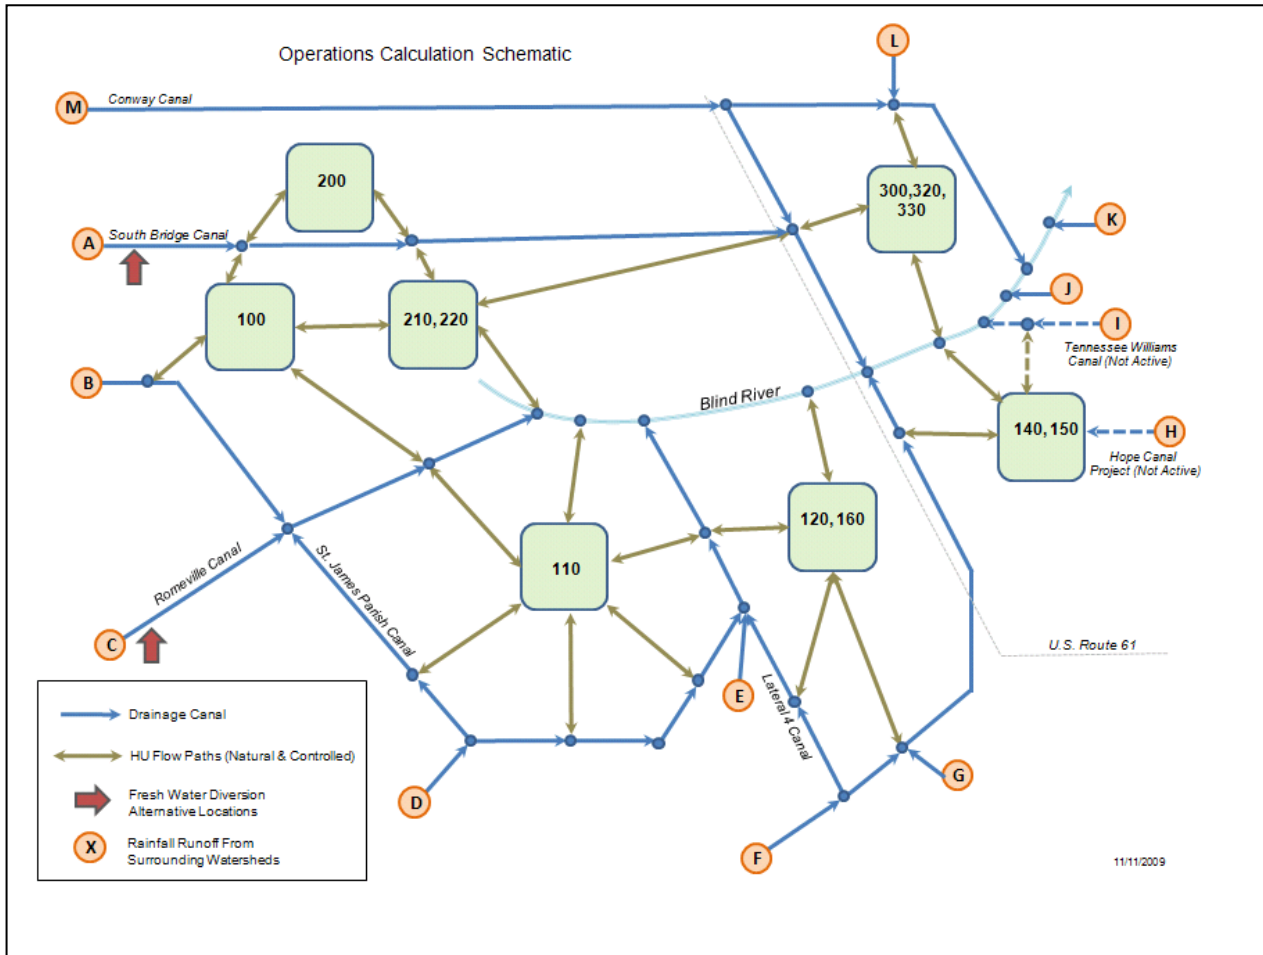 Operations Calculation Schematic
L
M
Conway Canal
200
300,320,
330
K
A
South Bridge Canal
J
100
210, 220
I
Tennessee Williams
Canal (Not Active)
B
Blind River
140, 150
H
Hope Canal
Project (Not Active)
120, 160
110
Romeville Canal
St. James Parish Canal
C
U.S. Route 61
E
Lateral 4 Canal
D
G
F
Drainage Canal
HU Flow Paths (Natural & Controlled)
Fresh Water Diversion
Alternative Locations
X
Rainfall Runoff From
Surrounding Watersheds
11/11/2009